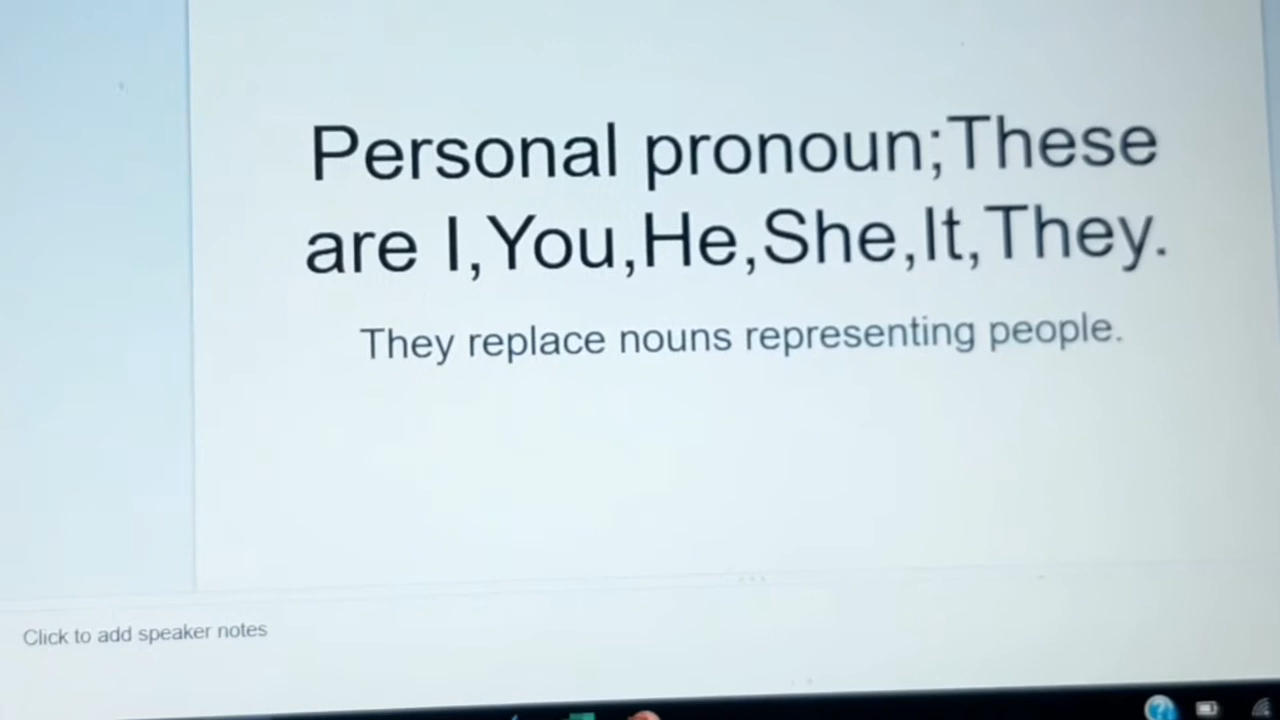 Personal pronoun;These
are I,You,He,She,It,They.
They replace nouns representing people.
Click to add speaker notes